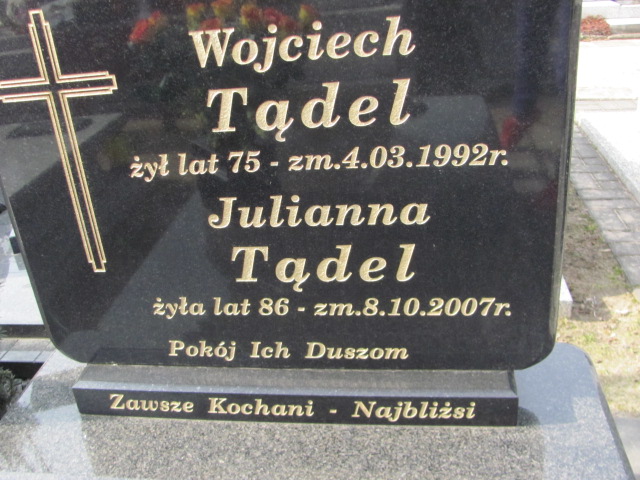 Wojciech
Tądel
żył lat 75 - zm.4.03.1992r.
Julianna
Tądel
żyła lat 86 - zm.8.10.2007r.
Pokój Ich Duszom
Zawsze Kochani - Najbliżsi